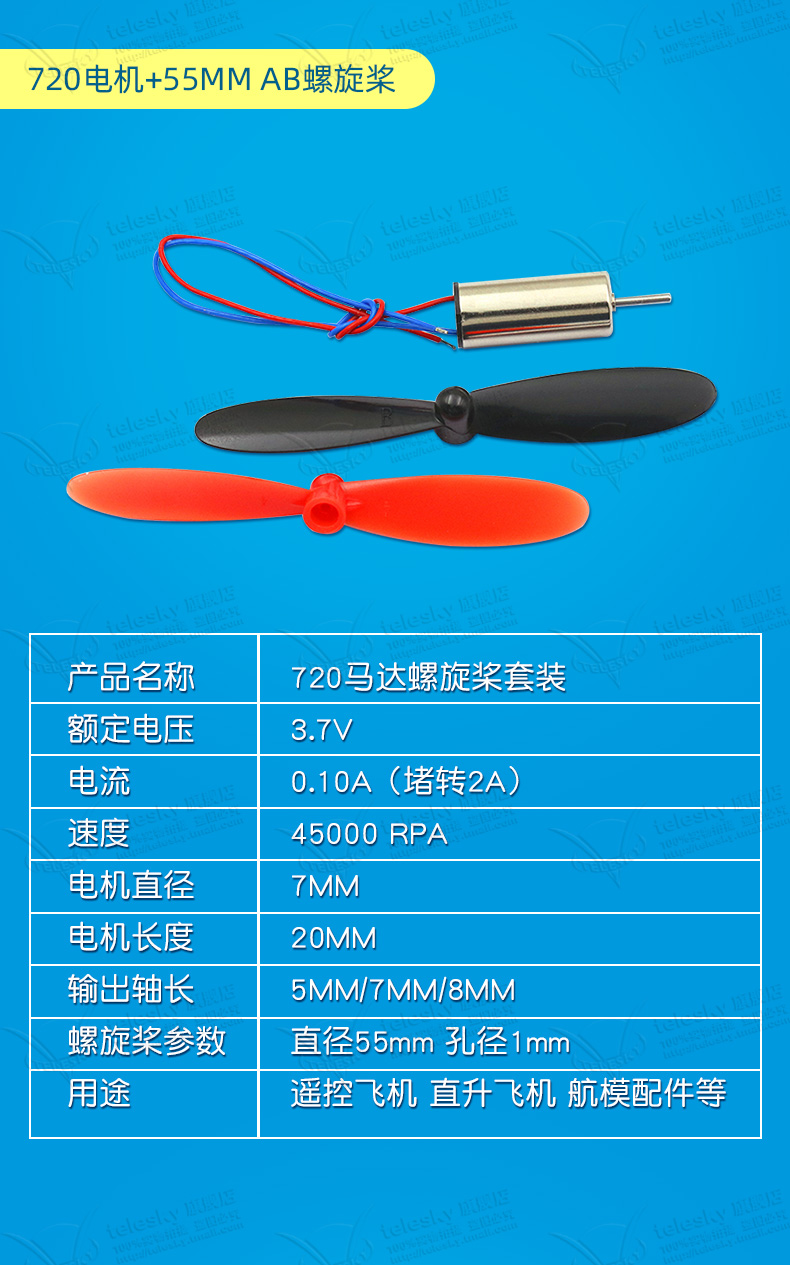 720电机+55MM AB螺旋桨
产品名称 720马达螺旋桨套装
额定电压 3.7V
电流 0.10A（堵转2A）
速度 45000 RPA
电机直径 7MM
电机长度 20MM
输出轴长 5MM/7MM/8MM
螺旋桨参数 直径55mm 孔径1mm
用途 遥控飞机 直升飞机 航模配件等
telesky 旗舰店